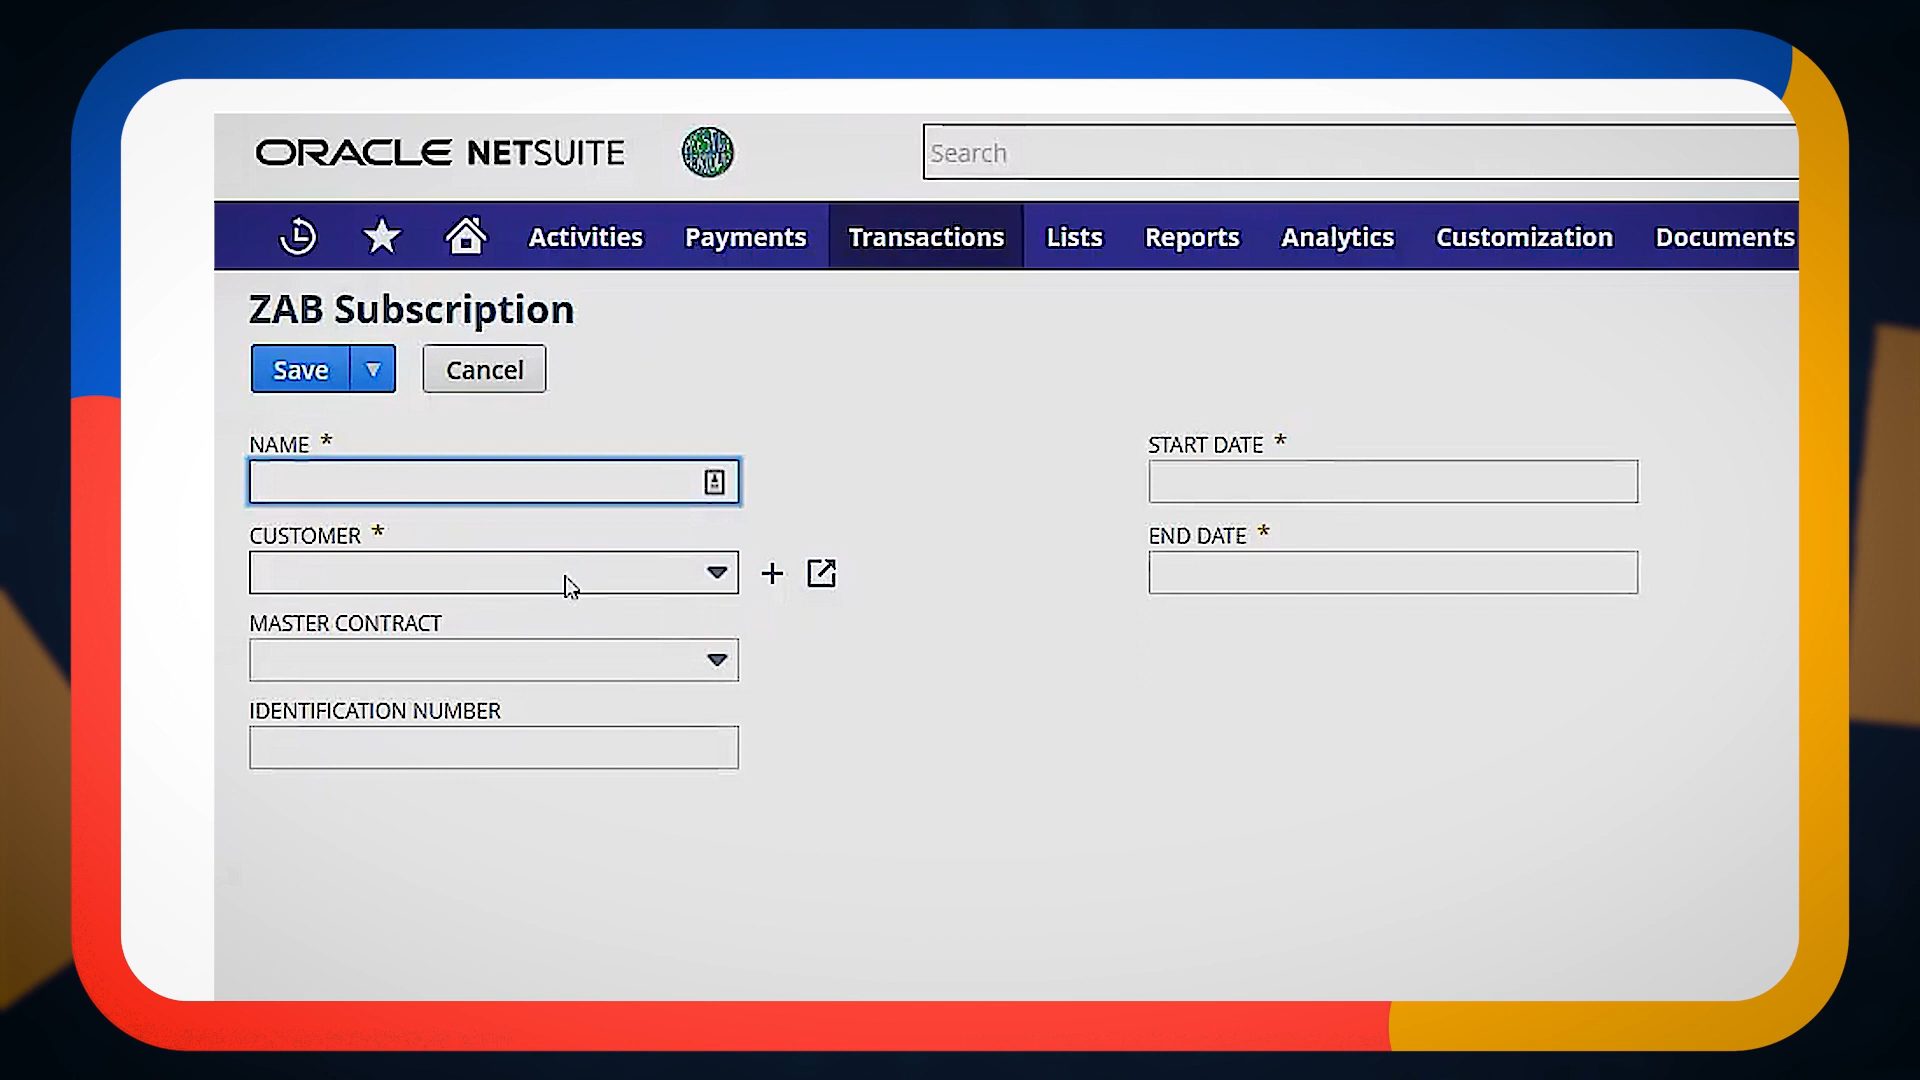 ORACLE NETSUITE
Search
Activities Payments Transactions Lists Reports Analytics Customization Documents
ZAB Subscription
Save Cancel
NAME * START DATE *
CUSTOMER * END DATE *
MASTER CONTRACT
IDENTIFICATION NUMBER